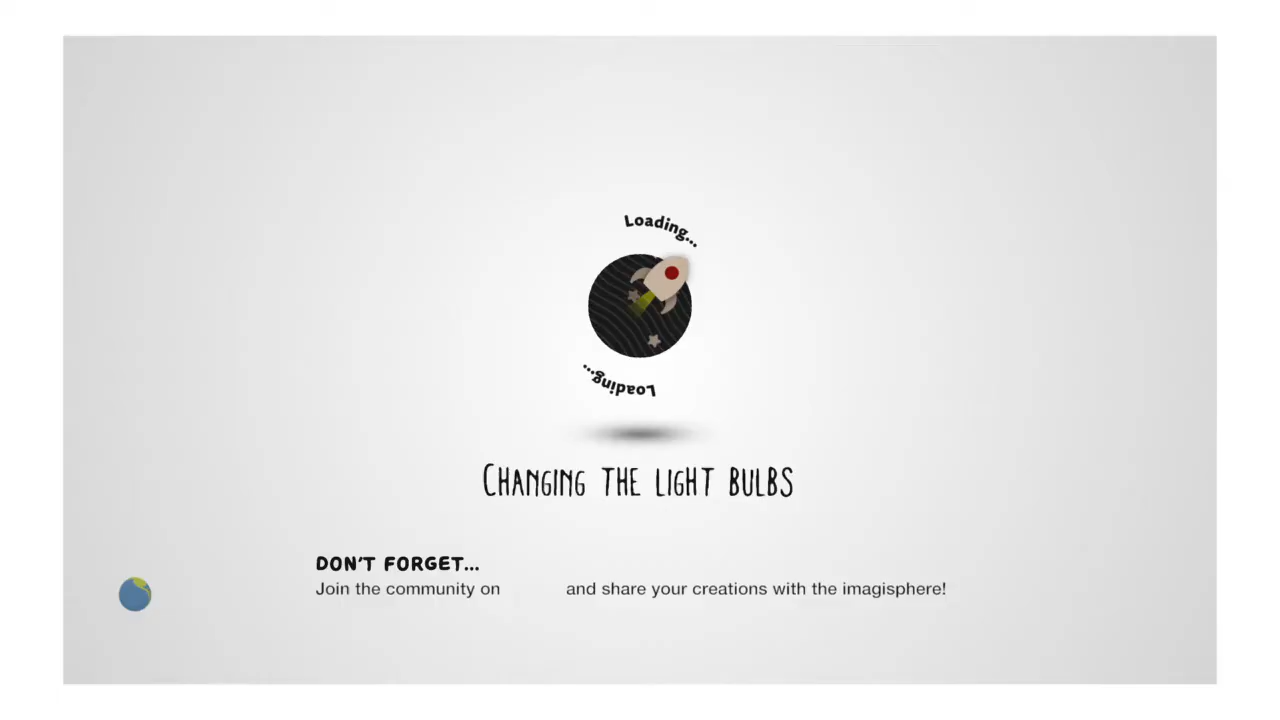 Loading...
Loading...
Changing the light bulbs
DON'T FORGET...
Join the community on and share your creations with the imagisphere!